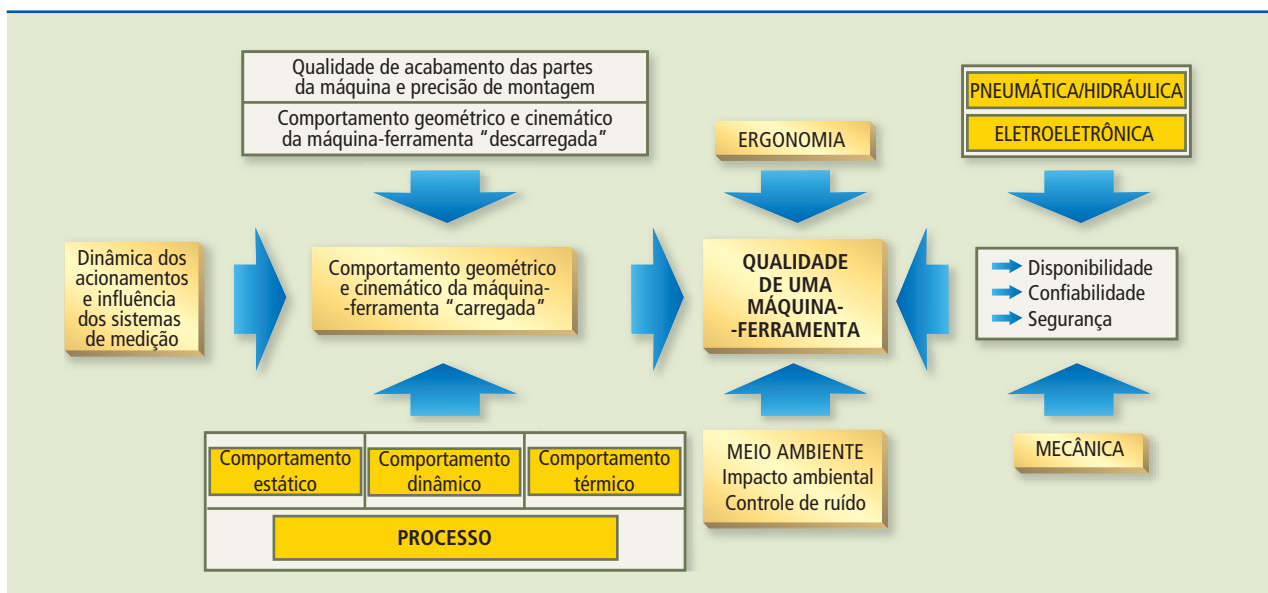 Qualidade de acabamento das partes
da máquina e precisão de montagem
Comportamento geométrico e cinemático
da máquina-ferramenta “descarregada”
ERGONOMIA
PNEUMÁTICA/HIDRÁULICA
ELETROELETRÔNICA
Dinâmica dos
acionamentos
e influência
dos sistemas
de medição
Comportamento geométrico
e cinemático da máquina-
-ferramenta “carregada”
QUALIDADE
DE UMA
MÁQUINA-
-FERRAMENTA
Disponibilidade
Confiabilidade
Segurança
Comportamento
estático
Comportamento
dinâmico
Comportamento
térmico
PROCESSO
MEIO AMBIENTE
Impacto ambiental
Controle de ruído
MECÂNICA